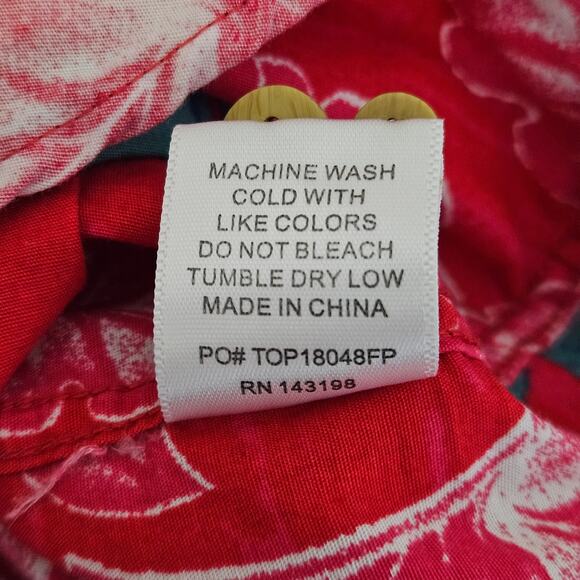 MACHINE WASH
COLD WITH
LIKE COLORS
DO NOT BLEACH
TUMBLE DRY LOW
MADE IN CHINA
PO# TOP18048FP
RN 143198